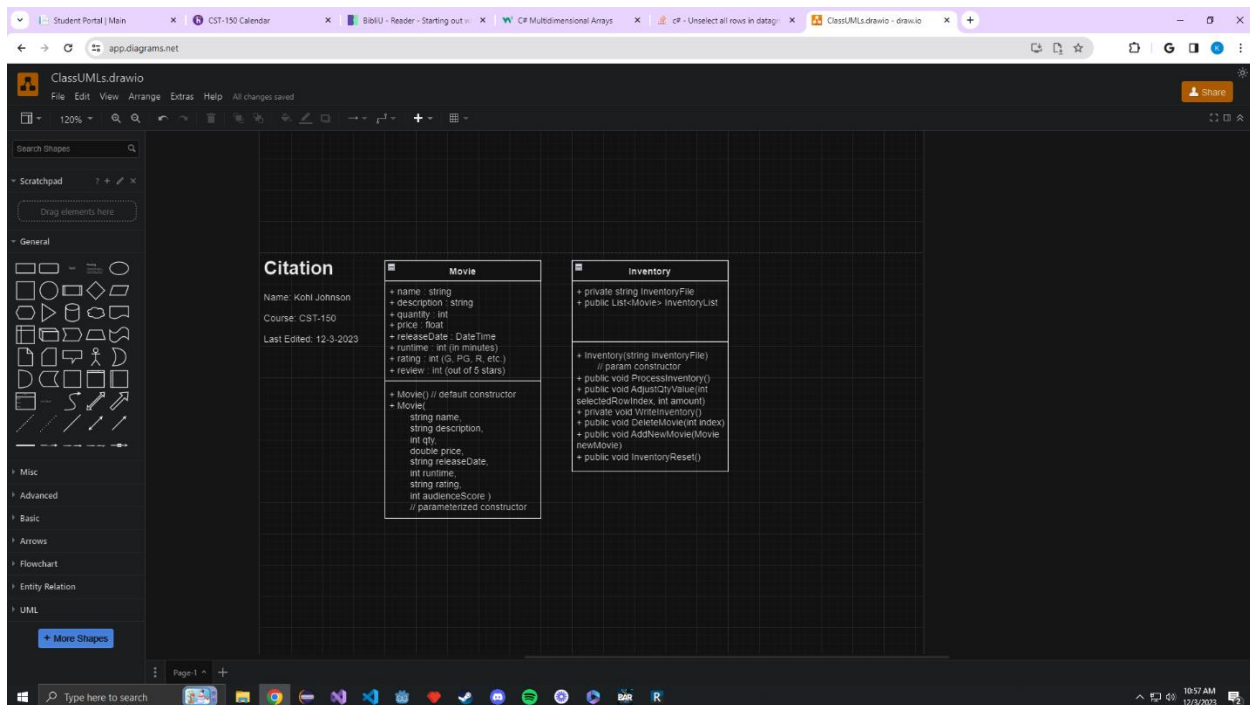 Student Portal | Main
CST-150 Calendar
BibliU - Reader - Starting out w
C# Multidimensional Arrays
c# - Unselect all rows in datagr
ClassUMLs.drawio - draw.io
app.diagrams.net
ClassUMLs.drawio
File Edit View Arrange Extras Help All changes saved
Share
120%
Search Shapes
Scratchpad
Drag elements here
General
Misc
Advanced
Basic
Arrows
Flowchart
Entity Relation
UML
+ More Shapes
Citation
Name: Kohl Johnson
Course: CST-150
Last Edited: 12-3-2023
Movie
+ name : string
+ description : string
+ quantity : int
+ price : float
+ releaseDate : DateTime
+ runtime : int (in minutes)
+ rating : int (G, PG, R, etc.)
+ review : int (out of 5 stars)
+ Movie() // default constructor
+ Movie(
string name,
string description,
int qty,
double price,
string releaseDate,
int runtime,
string rating,
int audienceScore )
// parameterized constructor
Inventory
+ private string InventoryFile
+ public List<Movie> InventoryList
+ Inventory(string inventoryFile)
// param constructor
+ public void ProcessInventory()
+ public void AdjustQtyValue(int
selectedRowIndex, int amount)
+ private void WriteInventory()
+ public void DeleteMovie(int index)
+ public void AddNewMovie(Movie
newMovie)
+ public void InventoryReset()
Page-1
Type here to search
BAR
R
10:57 AM
12/3/2023